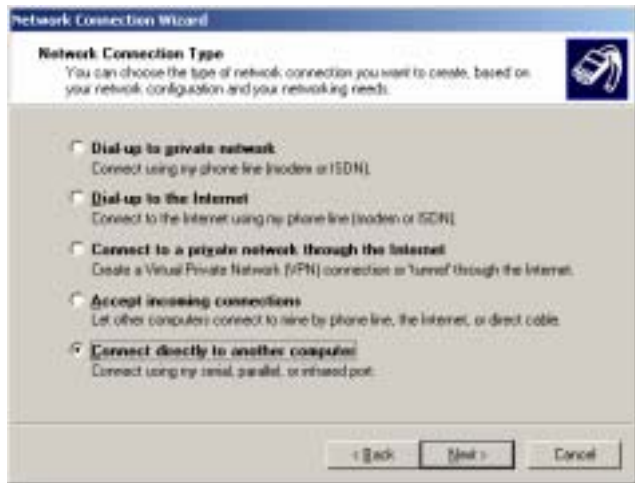 Network Connection Wizard
Network Connection Type
You can choose the type of network connection you want to create, based on
your network configuration and your networking needs.
Dial-up to private network
Connect using my phone line (modem or ISDN).
Dial-up to the Internet
Connect to the Internet using my phone line (modem or ISDN).
Connect to a private network through the Internet
Create a Virtual Private Network (VPN) connection or 'tunnel' through the Internet.
Accept incoming connections
Let other computers connect to mine by phone line, the Internet, or direct cable.
Connect directly to another computer
Connect using my serial, parallel, or infrared port.
< Back Next > Cancel